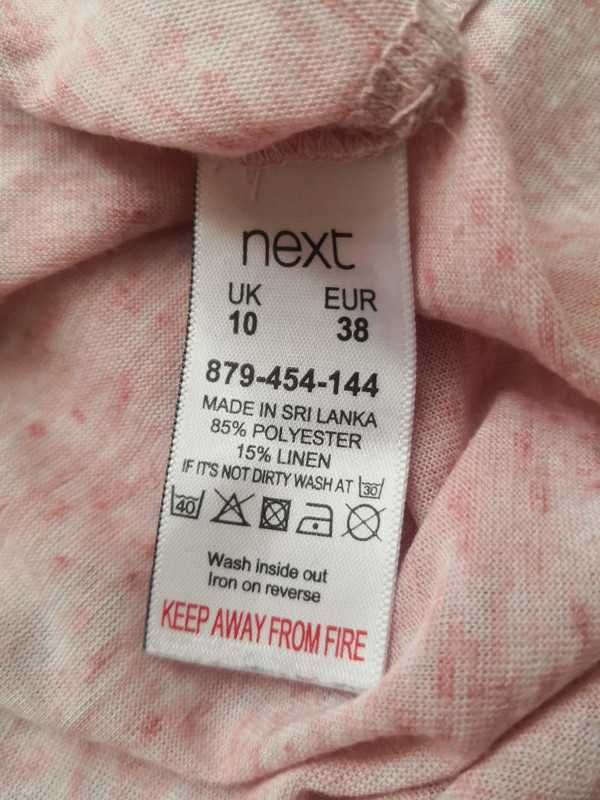 next
UK EUR
10 38
879-454-144
MADE IN SRI LANKA
85% POLYESTER
15% LINEN
IF IT'S NOT DIRTY WASH AT 30
40
Wash inside out
Iron on reverse
KEEP AWAY FROM FIRE